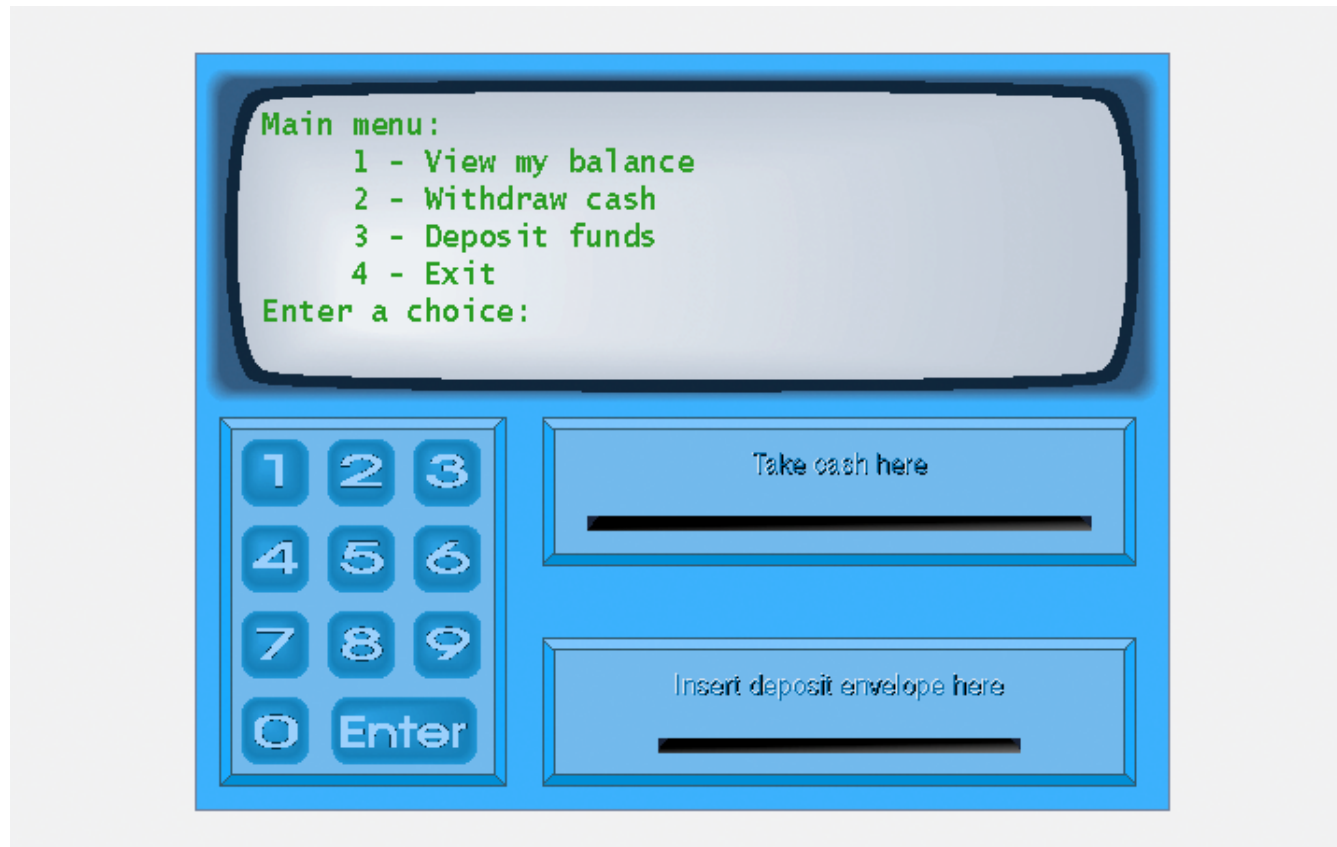 Main menu:
1 - View my balance
2 - Withdraw cash
3 - Deposit funds
4 - Exit
Enter a choice:
1 2 3
4 5 6
7 8 9
0 Enter
Take cash here
Insert deposit envelope here